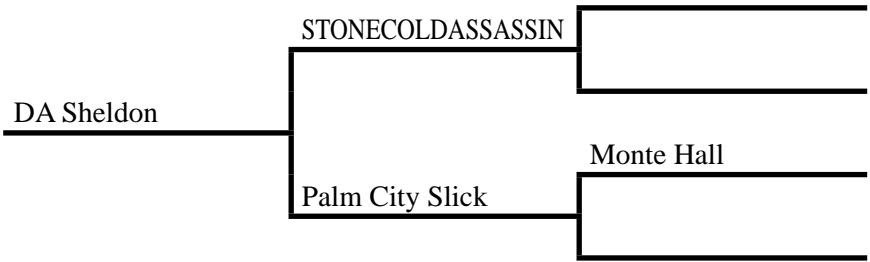 STONECOLDASSASSIN
DA Sheldon
Monte Hall
Palm City Slick